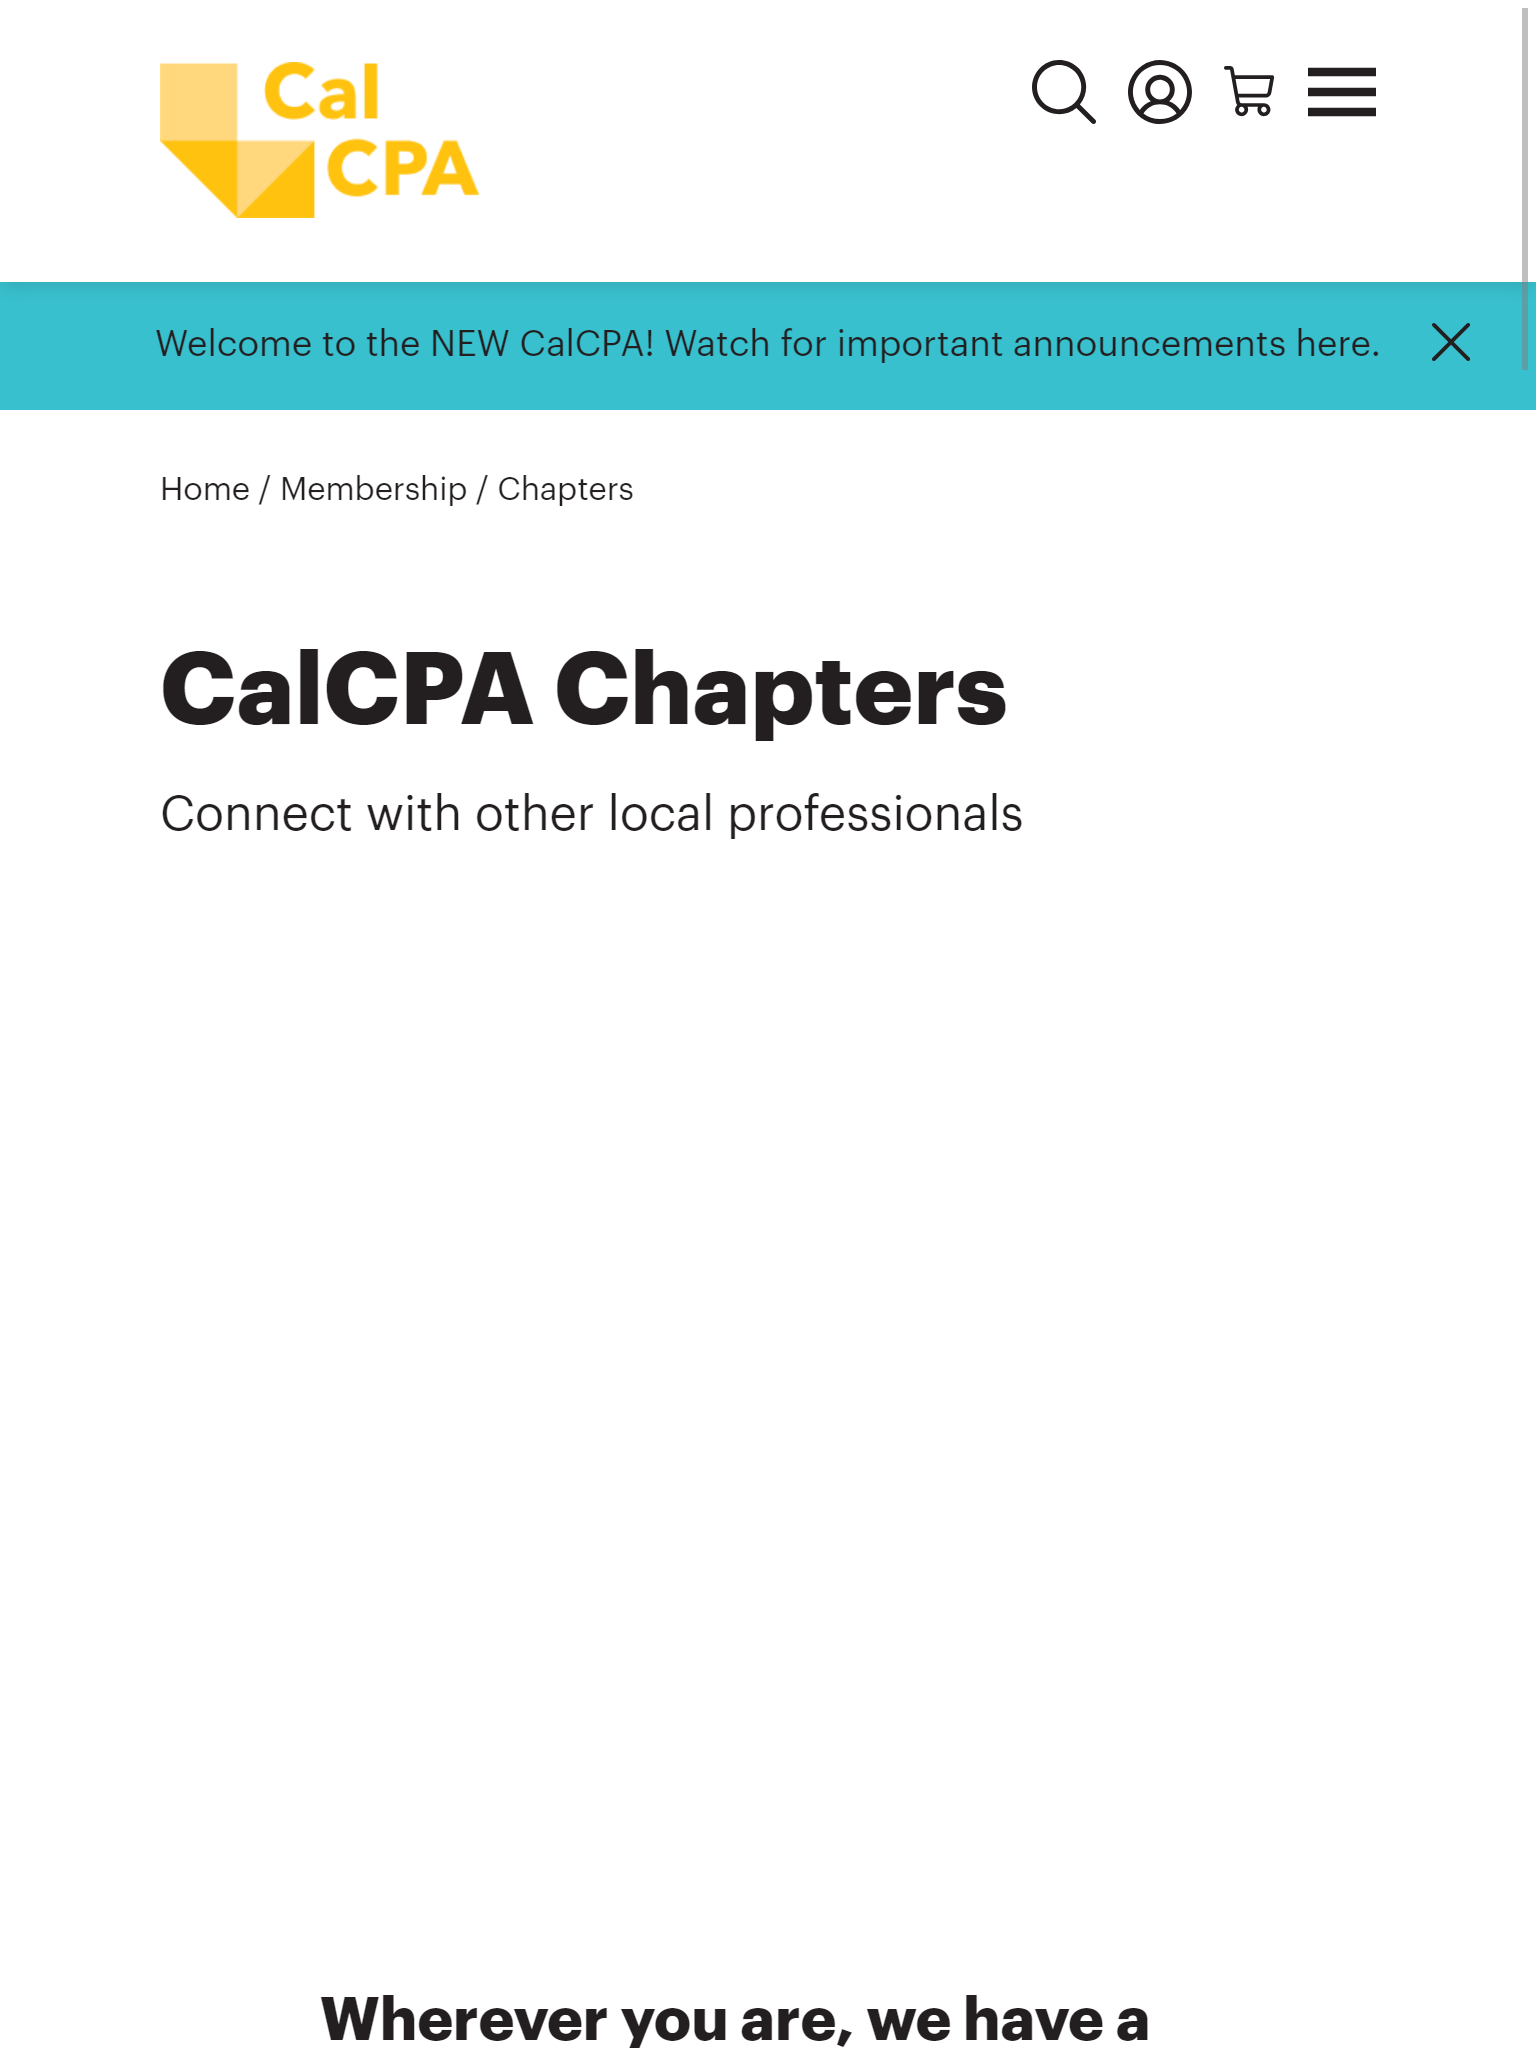 Cal
CPA
Welcome to the NEW CalCPA! Watch for important announcements here.
Home / Membership / Chapters
CalCPA Chapters
Connect with other local professionals
Wherever you are, we have a